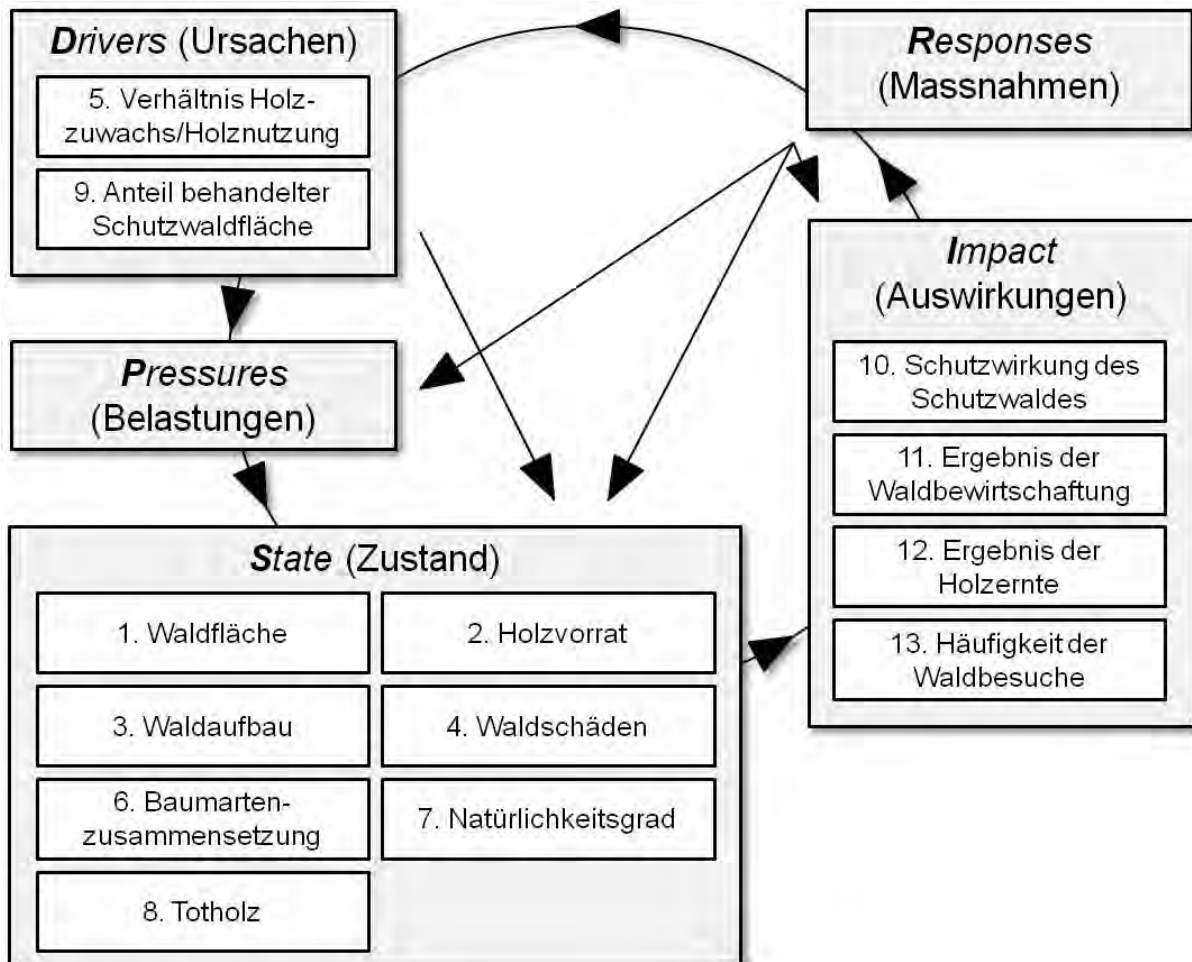 Drivers (Ursachen)
5. Verhältnis Holz-
zuwachs/Holznutzung
9. Anteil behandelter
Schutzwaldfläche
Responses
(Massnahmen)
Pressures
(Belastungen)
Impact
(Auswirkungen)
10. Schutzwirkung des
Schutzwaldes
11. Ergebnis der
Waldbewirtschaftung
12. Ergebnis der
Holzernte
13. Häufigkeit der
Waldbesuche
State (Zustand)
1. Waldfläche
2. Holzvorrat
3. Waldaufbau
4. Waldschäden
6. Baumarten-
zusammensetzung
7. Natürlichkeitsgrad
8. Totholz